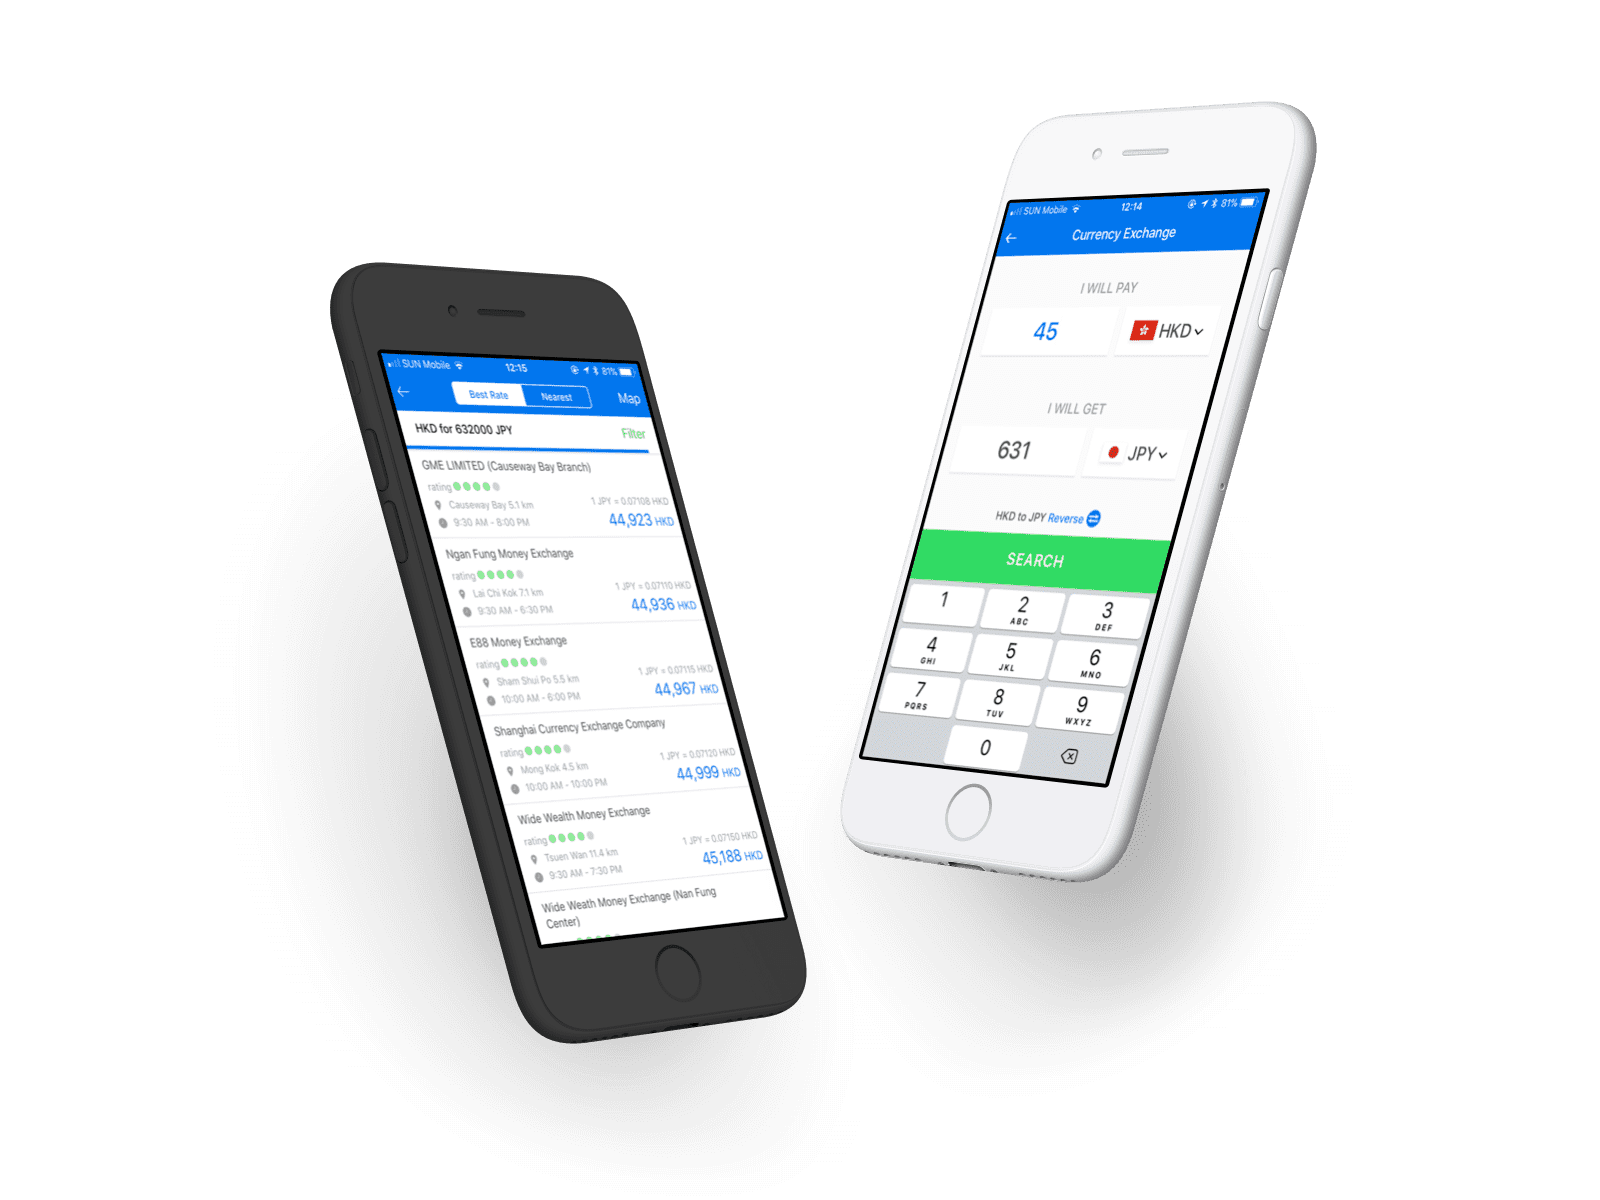 SUN Mobile 12:15 81%
Best Rate Nearest Map
HKD for 632000 JPY Filter
GME LIMITED (Causeway Bay Branch)
rating
Causeway Bay 5.1 km 1 JPY = 0.07108 HKD
9:30 AM - 8:00 PM 44,923 HKD
Ngan Fung Money Exchange
rating
Lai Chi Kok 7.1 km 1 JPY = 0.07110 HKD
9:30 AM - 6:30 PM 44,936 HKD
E88 Money Exchange
rating
Sham Shui Po 5.5 km 1 JPY = 0.07115 HKD
10:00 AM - 6:00 PM 44,967 HKD
Shanghai Currency Exchange Company
rating
Mong Kok 4.5 km 1 JPY = 0.07120 HKD
10:00 AM - 10:00 PM 44,999 HKD
Wide Wealth Money Exchange
rating
Tsuen Wan 11.4 km 1 JPY = 0.07150 HKD
9:30 AM - 7:30 PM 45,188 HKD
Wide Weath Money Exchange (Nan Fung
Center)
SUN Mobile 12:14 81%
Currency Exchange
I WILL PAY
45 HKD
I WILL GET
631 JPY
HKD to JPY Reverse
SEARCH
1 2 3
ABC DEF
4 5 6
GHI JKL MNO
7 8 9
PQRS TUV WXYZ
0